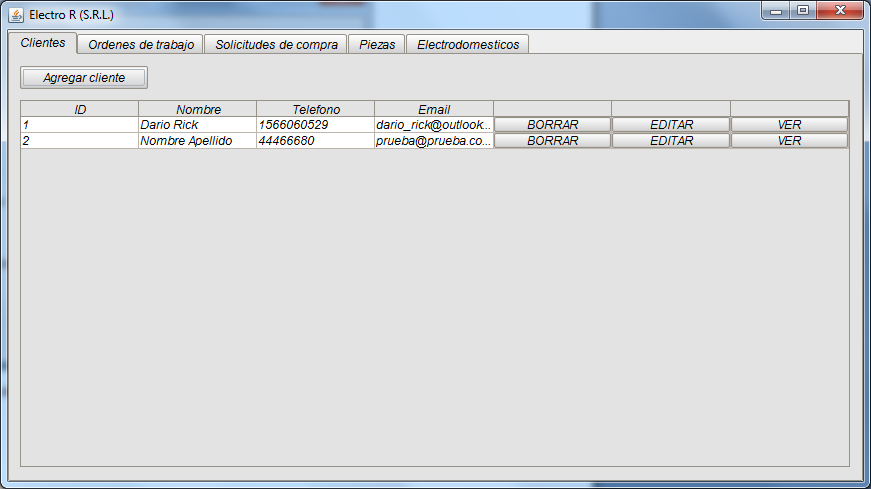 Electro R (S.R.L.)
Clientes Ordenes de trabajo Solicitudes de compra Piezas Electrodomesticos
Agregar cliente
ID Nombre Telefono Email
1 Dario Rick 1566060529 dario_rick@outlook... BORRAR EDITAR VER
2 Nombre Apellido 44466680 prueba@prueba.co... BORRAR EDITAR VER